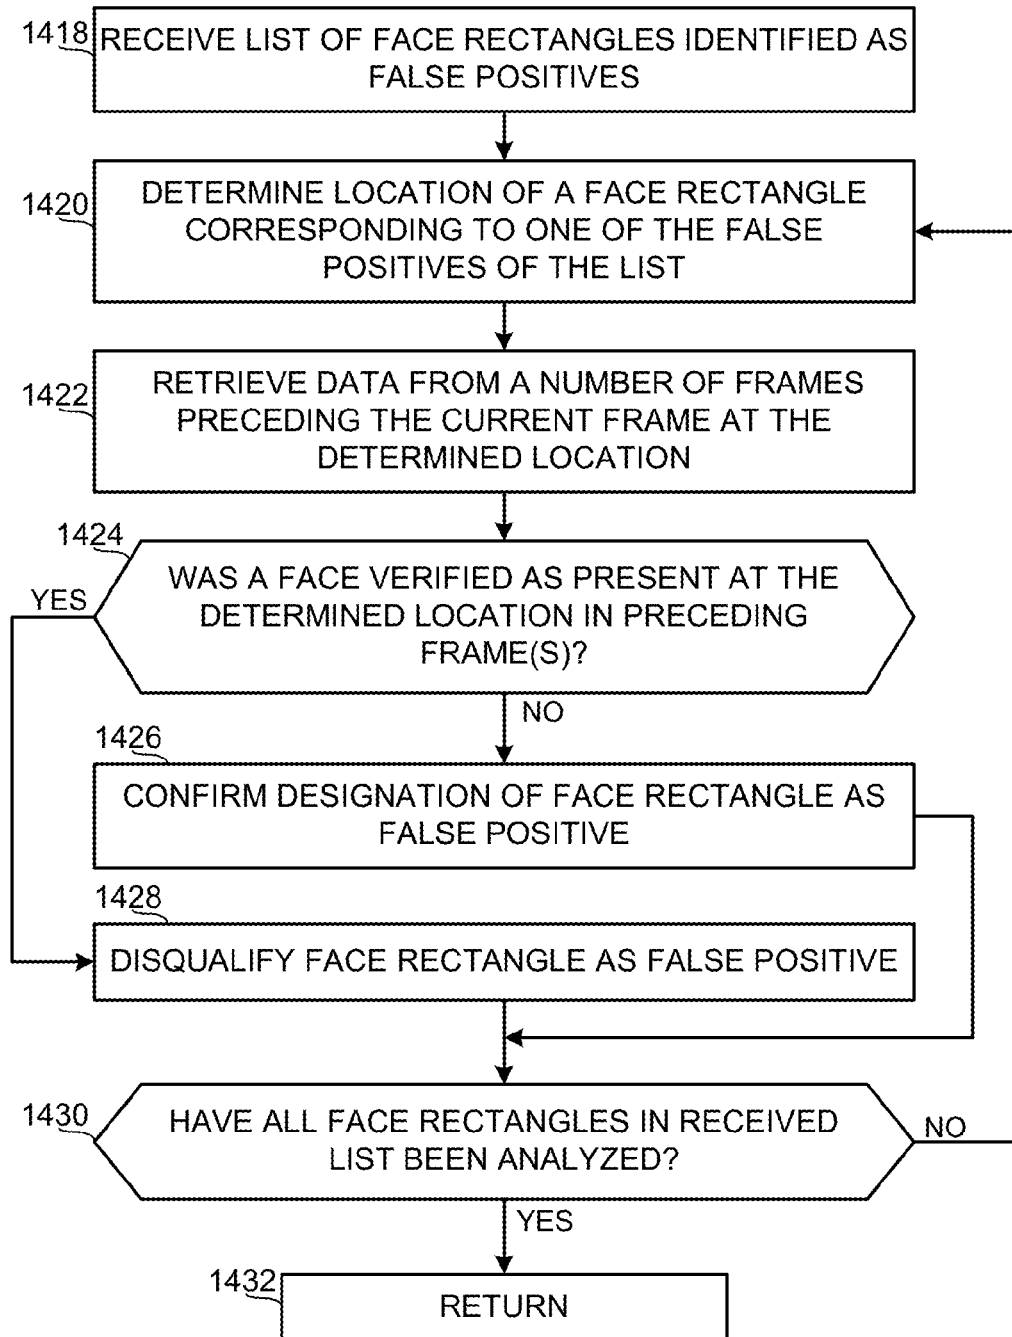 1418
RECEIVE LIST OF FACE RECTANGLES IDENTIFIED AS
FALSE POSITIVES
1420
DETERMINE LOCATION OF A FACE RECTANGLE
CORRESPONDING TO ONE OF THE FALSE
POSITIVES OF THE LIST
1422
RETRIEVE DATA FROM A NUMBER OF FRAMES
PRECEDING THE CURRENT FRAME AT THE
DETERMINED LOCATION
1424
YES
WAS A FACE VERIFIED AS PRESENT AT THE
DETERMINED LOCATION IN PRECEDING
FRAME(S)?
NO
1426
CONFIRM DESIGNATION OF FACE RECTANGLE AS
FALSE POSITIVE
1428
DISQUALIFY FACE RECTANGLE AS FALSE POSITIVE
1430
HAVE ALL FACE RECTANGLES IN RECEIVED
LIST BEEN ANALYZED?
NO
YES
1432
RETURN